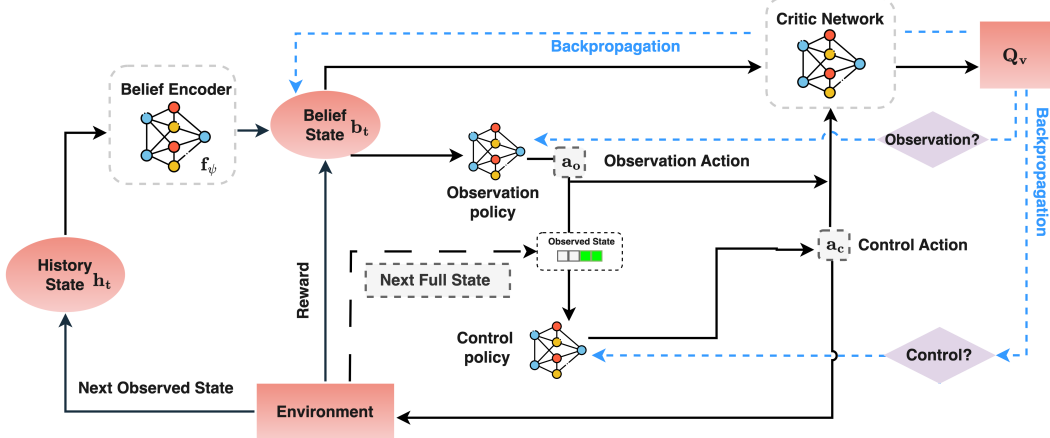 Critic Network
Backpropagation
Q_v
Belief Encoder
f_ψ
Belief
State b_t
Backpropagation
Observation?
a_o
Observation Action
Observation
policy
History
State h_t
Observed State
a_c
Control Action
Next Full State
Reward
Control
policy
Control?
Next Observed State
Environment